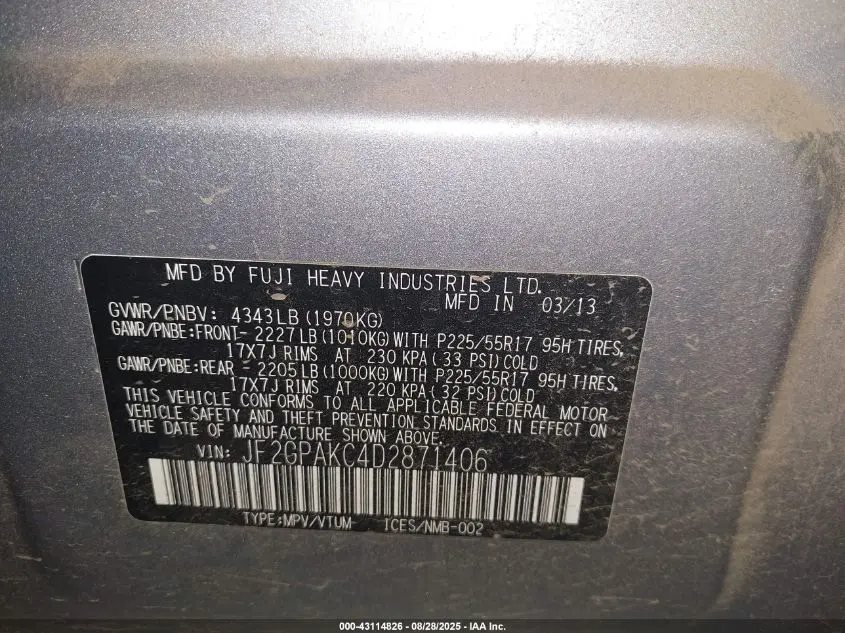 MFD BY FUJI HEAVY INDUSTRIES LTD.
MFD IN 03/13
GVWR/PNBV: 4343LB (1970KG)
GAWR/PNBE:FRONT- 2227LB(1010KG)WITH P225/55R17 95H TIRES,
17X7J RIMS AT 230 KPA(33 PSI)COLD
GAWR/PNBE:REAR - 2205LB(1000KG)WITH P225/55R17 95H TIRES,
17X7J RIMS AT 220 KPA(32 PSI)COLD
THIS VEHICLE CONFORMS TO ALL APPLICABLE FEDERAL MOTOR
VEHICLE SAFETY AND THEFT PREVENTION STANDARDS IN EFFECT ON
THE DATE OF MANUFACTURE SHOWN ABOVE.
VIN: JF2GPAKC4D2871406
TYPE:MPV/VTUM ICES/NMB-002
000-43114826 - 08/28/2025 - IAA Inc.